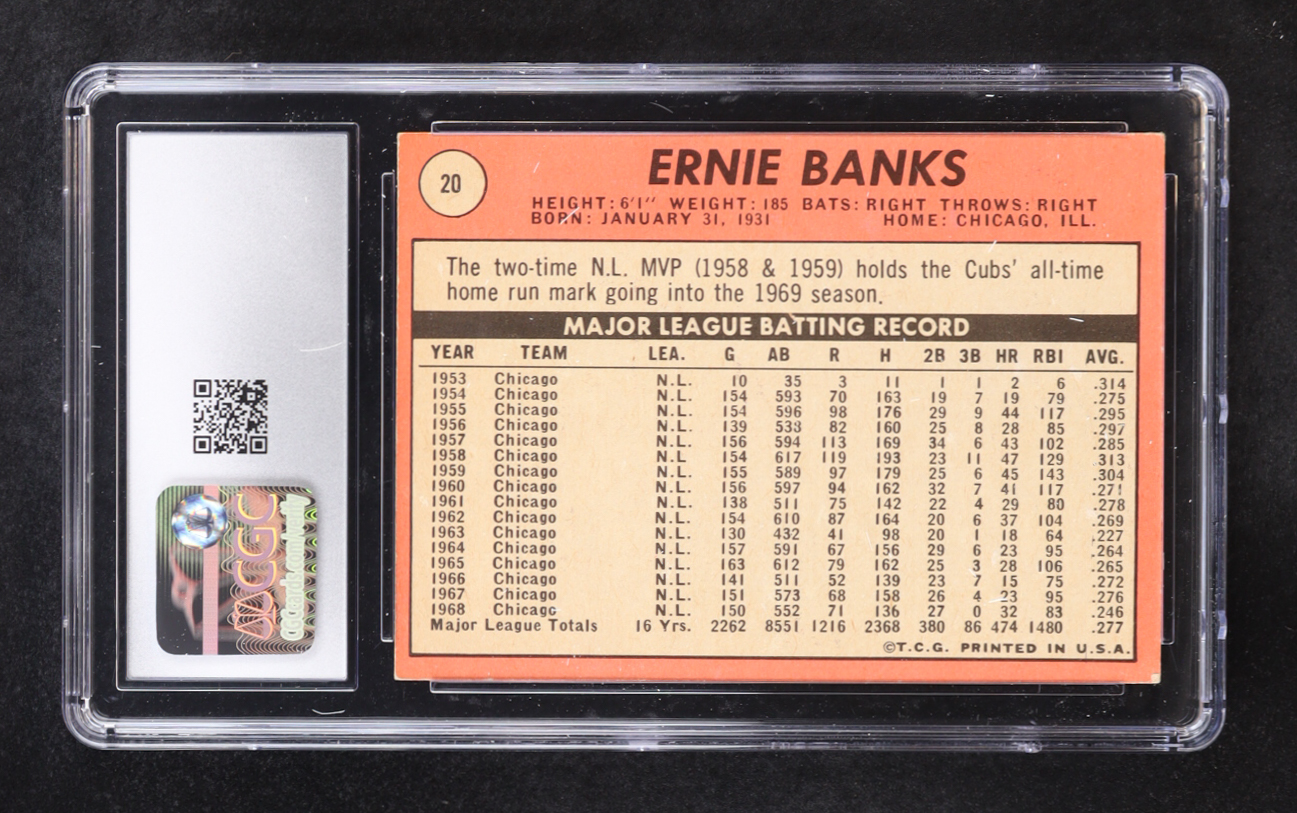 20
ERNIE BANKS
HEIGHT: 6'1" WEIGHT: 185 BATS: RIGHT THROWS: RIGHT
BORN: JANUARY 31, 1931 HOME: CHICAGO, ILL.
The two-time N.L. MVP (1958 & 1959) holds the Cubs' all-time
home run mark going into the 1969 season.
MAJOR LEAGUE BATTING RECORD
YEAR TEAM LEA. G AB R H 2B 3B HR RBI AVG.
1953 Chicago N.L. 10 35 3 11 1 1 2 6 .314
1954 Chicago N.L. 154 593 70 163 19 7 19 79 .275
1955 Chicago N.L. 154 596 98 176 29 9 44 117 .295
1956 Chicago N.L. 139 538 82 160 25 8 28 85 .297
1957 Chicago N.L. 156 594 113 169 34 6 43 102 .285
1958 Chicago N.L. 154 617 119 193 23 11 47 129 .313
1959 Chicago N.L. 155 589 97 179 25 6 45 143 .304
1960 Chicago N.L. 156 597 94 162 32 7 41 117 .271
1961 Chicago N.L. 138 511 75 142 22 4 29 80 .278
1962 Chicago N.L. 154 610 87 164 20 6 37 104 .269
1963 Chicago N.L. 130 432 41 98 20 1 18 64 .227
1964 Chicago N.L. 157 591 67 156 29 6 23 95 .264
1965 Chicago N.L. 163 612 79 162 25 3 28 106 .265
1966 Chicago N.L. 141 511 52 139 23 7 15 75 .272
1967 Chicago N.L. 151 573 68 158 26 4 23 95 .276
1968 Chicago N.L. 150 552 71 136 27 0 32 83 .246
Major League Totals 16 Yrs. 2262 8551 1216 2368 380 86 474 1480 .277
©T.C.G. PRINTED IN U.S.A.
CGC
CGCcards.com/verify